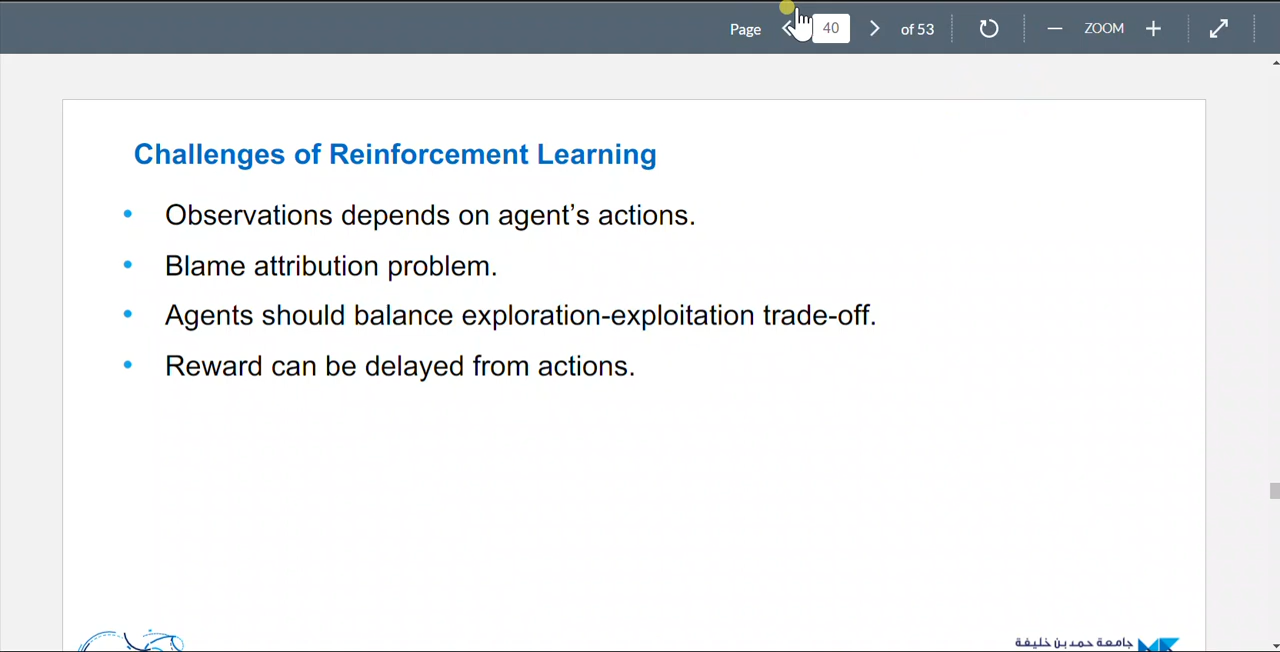 Page 40 of 53 ZOOM
Challenges of Reinforcement Learning
• Observations depends on agent’s actions.
• Blame attribution problem.
• Agents should balance exploration-exploitation trade-off.
• Reward can be delayed from actions.
جامعة حمد بن خليفة